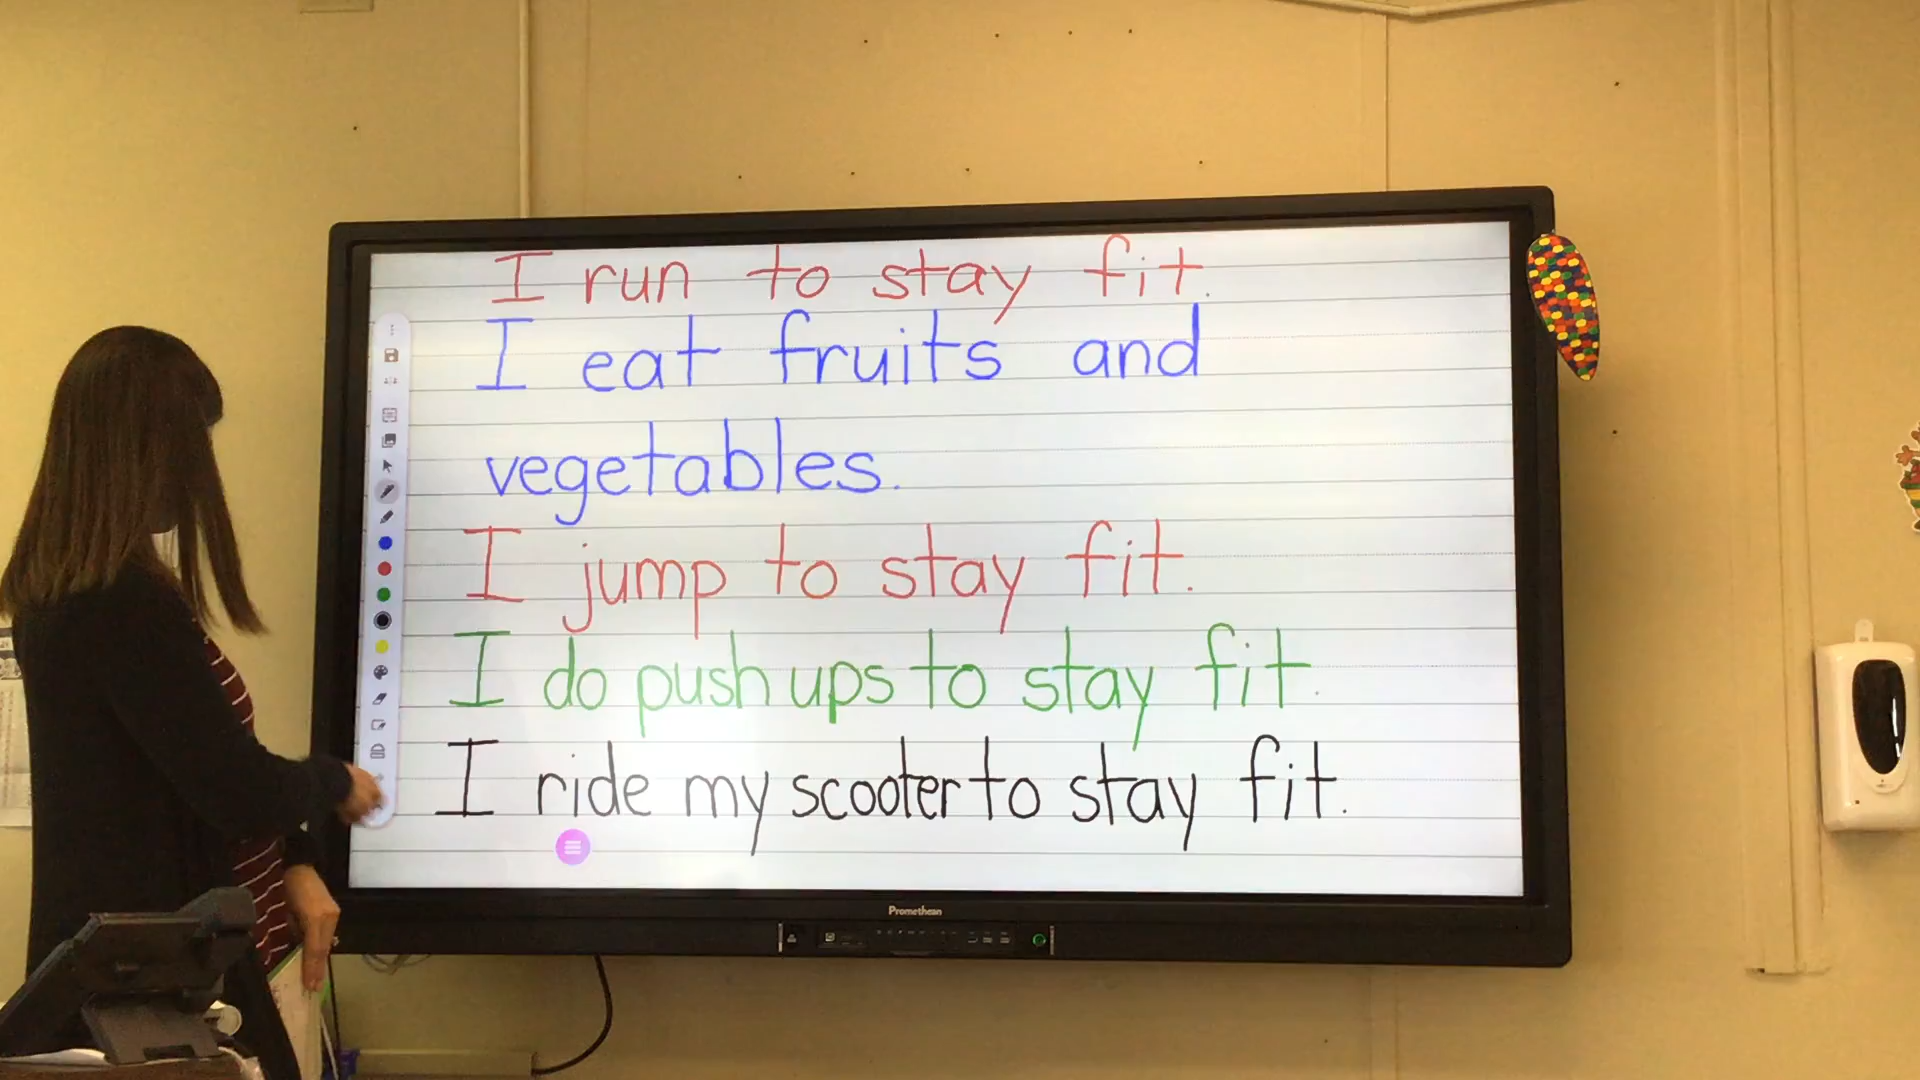 I run to stay fit.
I eat fruits and
vegetables.
I jump to stay fit.
I do push ups to stay fit.
I ride my scooter to stay fit.
Promethean